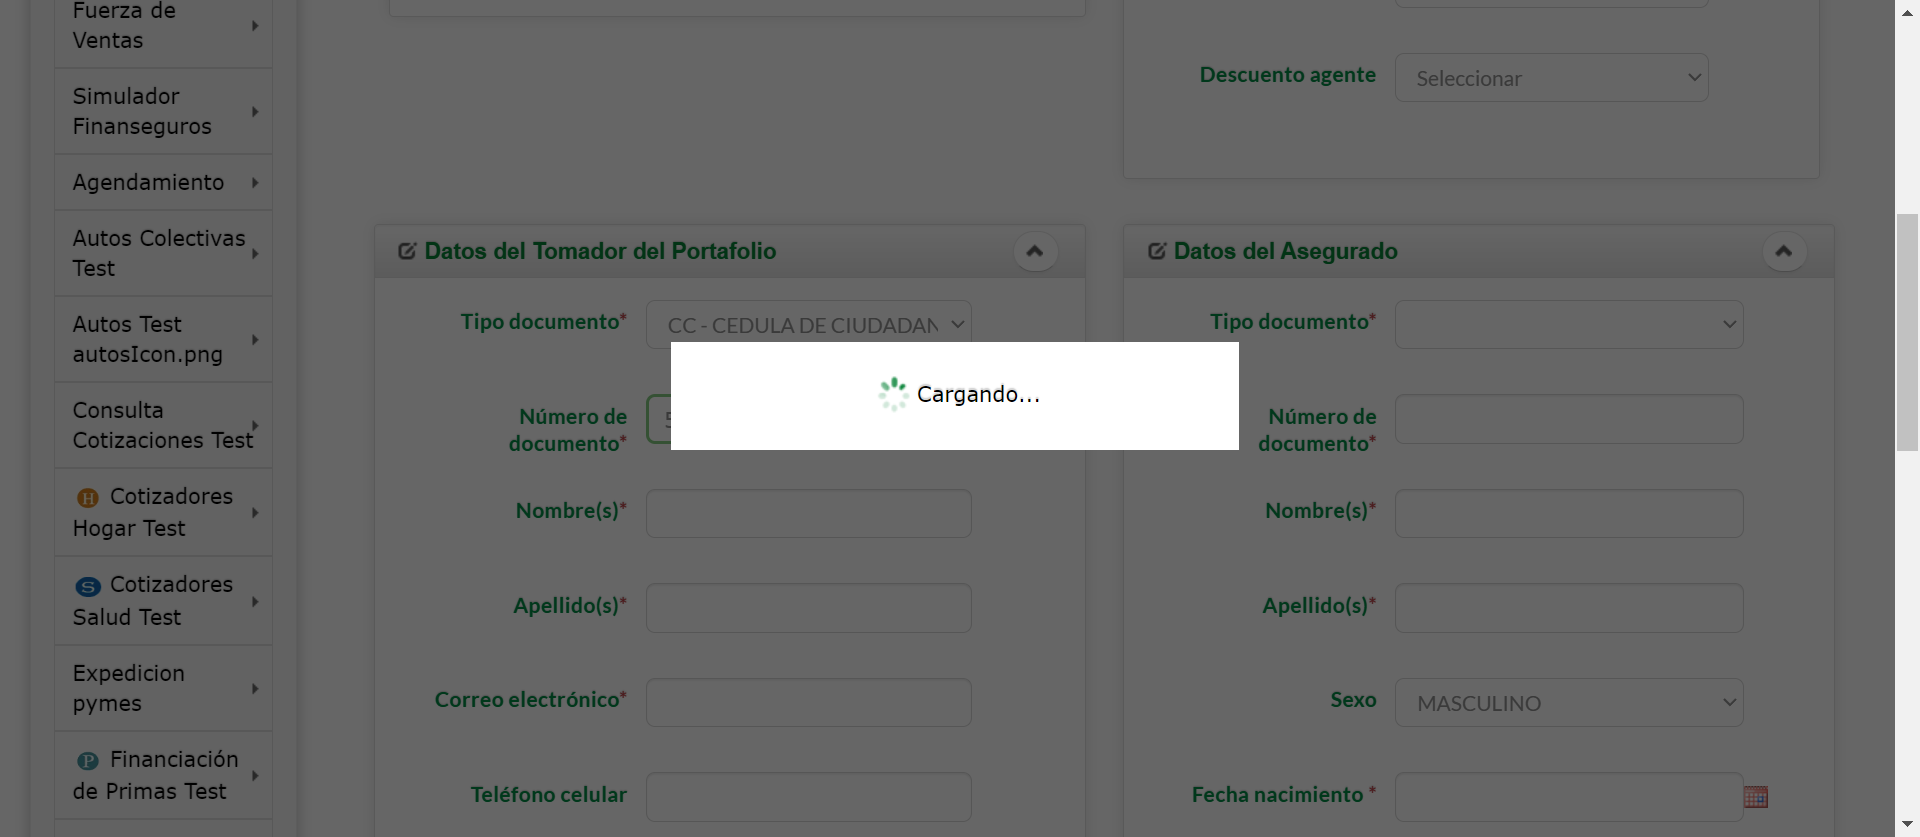 Fuerza de
Ventas
Simulador
Finanseguros
Agendamiento
Autos Colectivas
Test
Autos Test
autosIcon.png
Consulta
Cotizaciones Test
H Cotizadores
Hogar Test
S Cotizadores
Salud Test
Expedicion
pymes
P Financiación
de Primas Test
Descuento agente
Seleccionar
Datos del Tomador del Portafolio
Tipo documento*
CC - CEDULA DE CIUDADAN
Número de
documento*
Nombre(s)*
Apellido(s)*
Correo electrónico*
Teléfono celular
Cargando...
Datos del Asegurado
Tipo documento*
Número de
documento*
Nombre(s)*
Apellido(s)*
Sexo
MASCULINO
Fecha nacimiento *